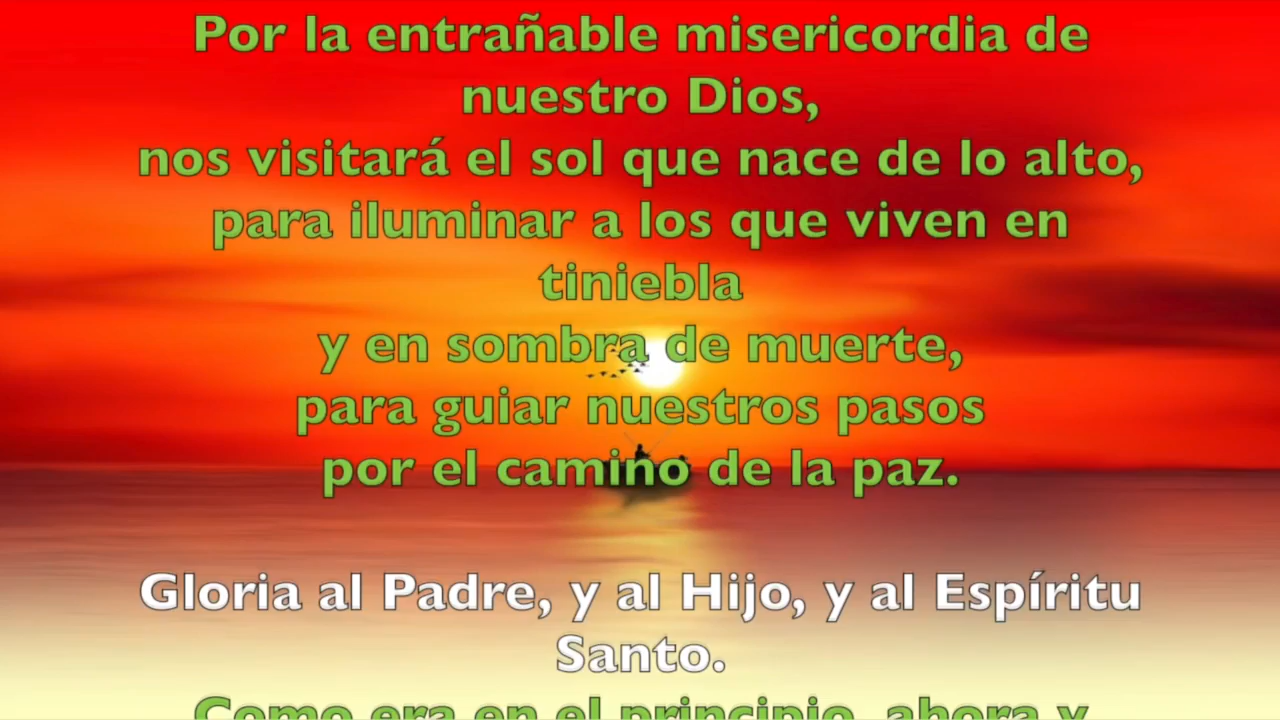 Por la entrañable misericordia de
nuestro Dios,
nos visitará el sol que nace de lo alto,
para iluminar a los que viven en
tiniebla
y en sombra de muerte,
para guiar nuestros pasos
por el camino de la paz.
Gloria al Padre, y al Hijo, y al Espíritu
Santo.
Como era en el principio, ahora y